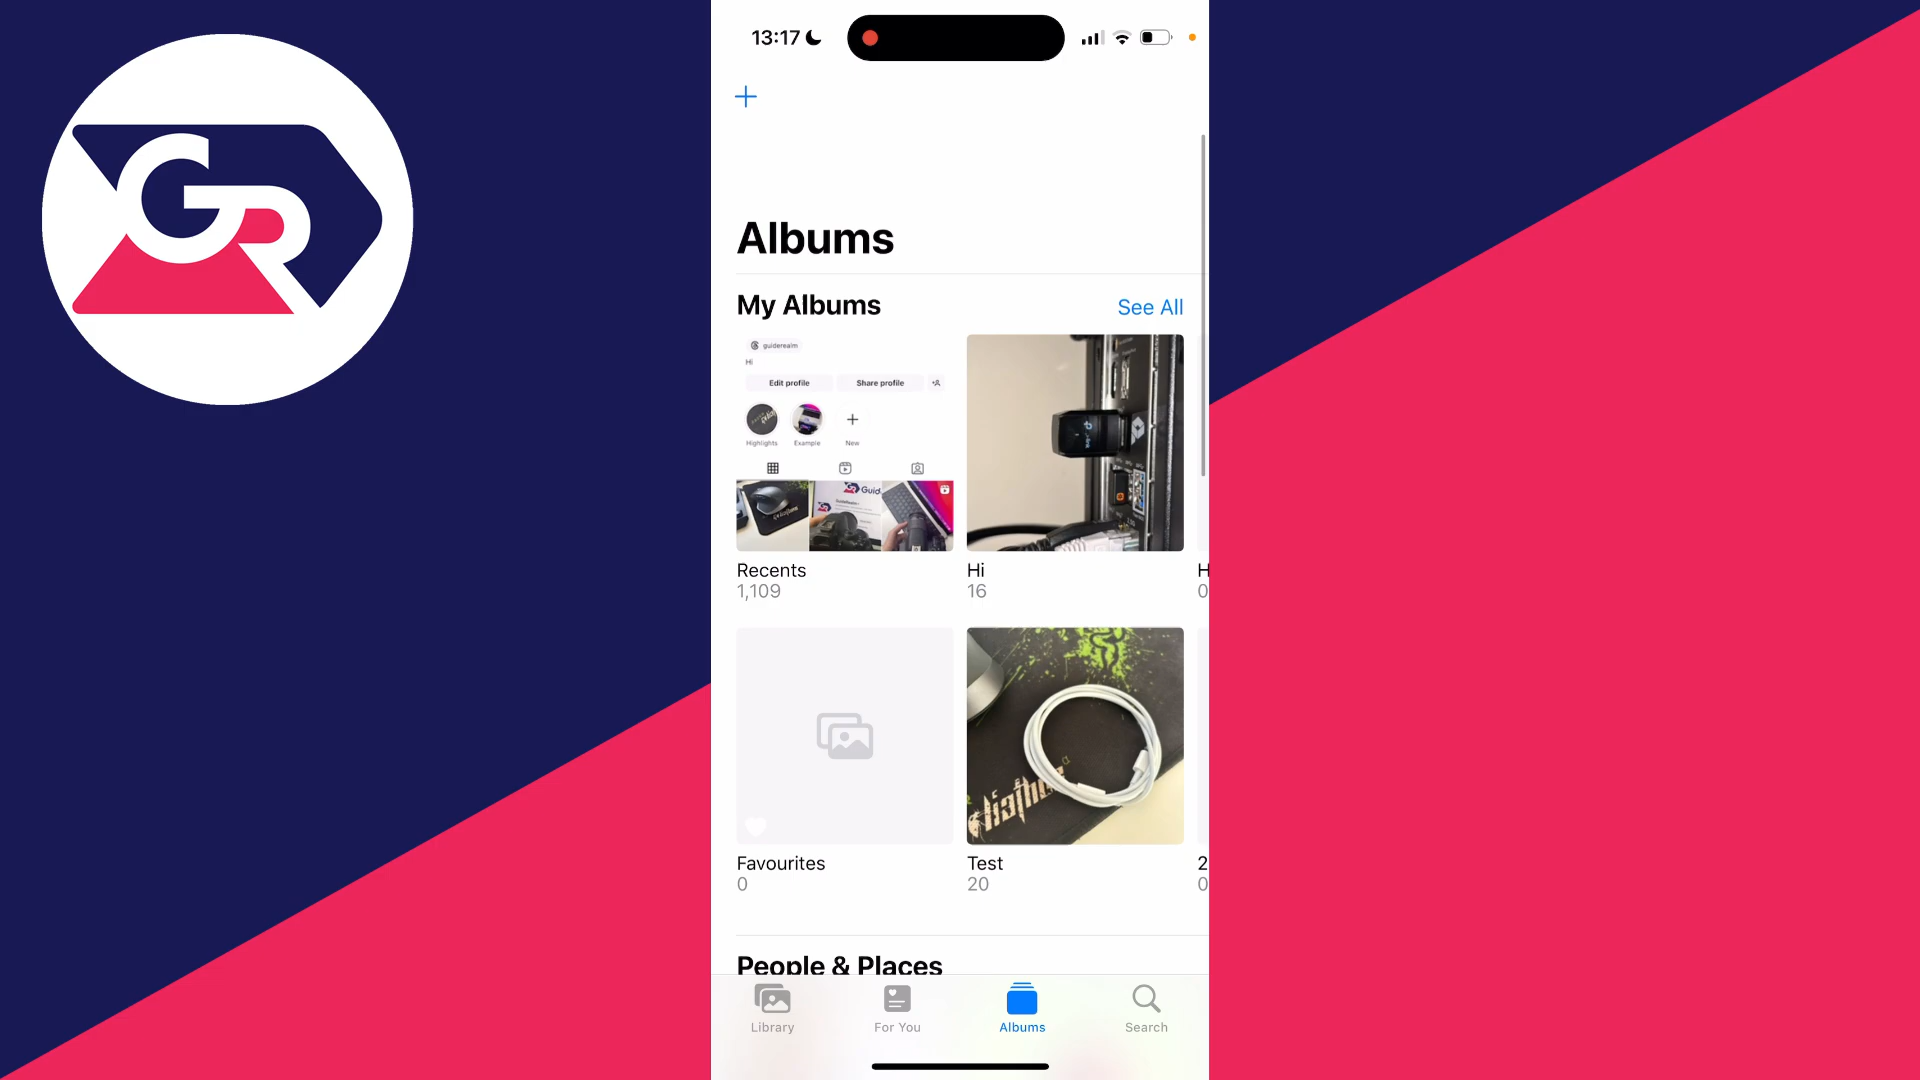 GR
13:17
Albums
My Albums
See All
guiderealm
Hi
Edit profile
Share profile
Highlights
Example
New
Recents
1,109
Hi
16
H
0
Favourites
0
Test
20
2
0
People & Places
Library
For You
Albums
Search